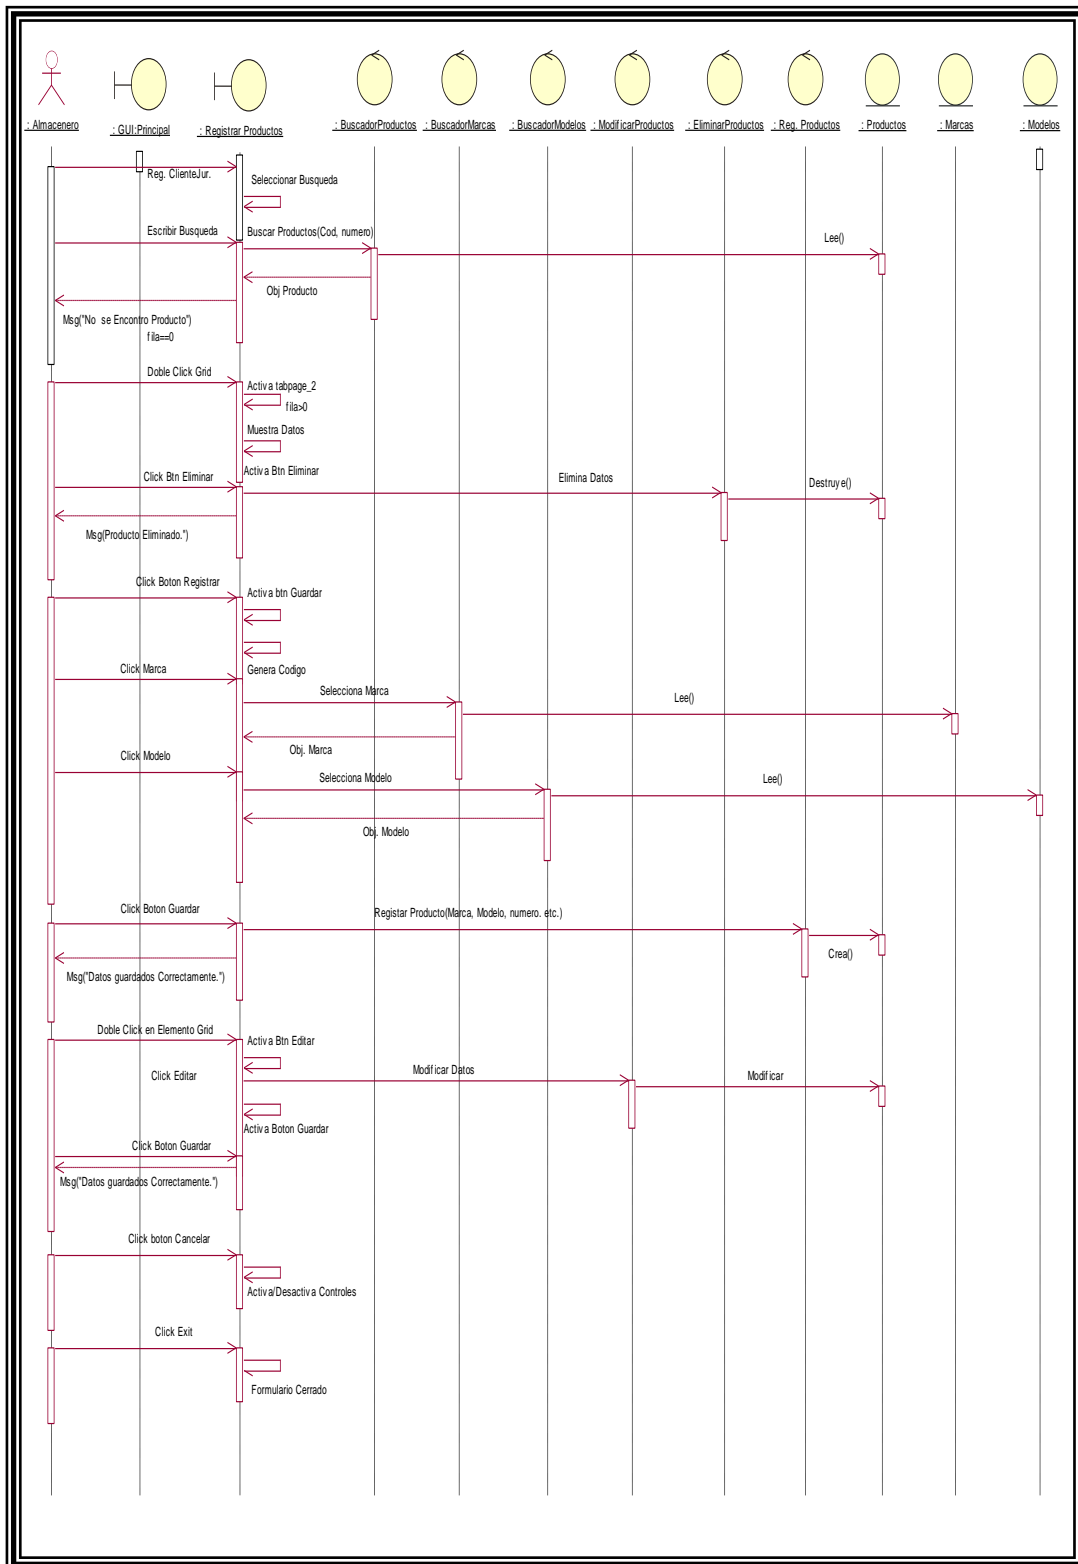 : Almacenero
: GUI:Principal
: Registrar Productos
: BuscadorProductos
: BuscadorMarcas
: BuscadorModelos
: ModificarProductos
: EliminarProductos
: Reg. Productos
: Productos
: Marcas
: Modelos
Reg. ClienteJur.
Seleccionar Busqueda
Escribir Busqueda
Buscar Productos(Cod, numero)
Lee()
Obj Producto
Msg("No se Encontro Producto")
fila==0
Doble Click Grid
Activa tabpage_2
fila>0
Muestra Datos
Activa Btn Eliminar
Click Btn Eliminar
Elimina Datos
Destruye()
Msg(Producto Eliminado.")
Click Boton Registrar
Activa btn Guardar
Click Marca
Genera Codigo
Selecciona Marca
Lee()
Obj. Marca
Click Modelo
Selecciona Modelo
Lee()
Obj. Modelo
Click Boton Guardar
Registar Producto(Marca, Modelo, numero. etc.)
Crea()
Msg("Datos guardados Correctamente.")
Doble Click en Elemento Grid
Activa Btn Editar
Click Editar
Modificar Datos
Modificar
Activa Boton Guardar
Click Boton Guardar
Msg("Datos guardados Correctamente.")
Click boton Cancelar
Activa/Desactiva Controles
Click Exit
Formulario Cerrado